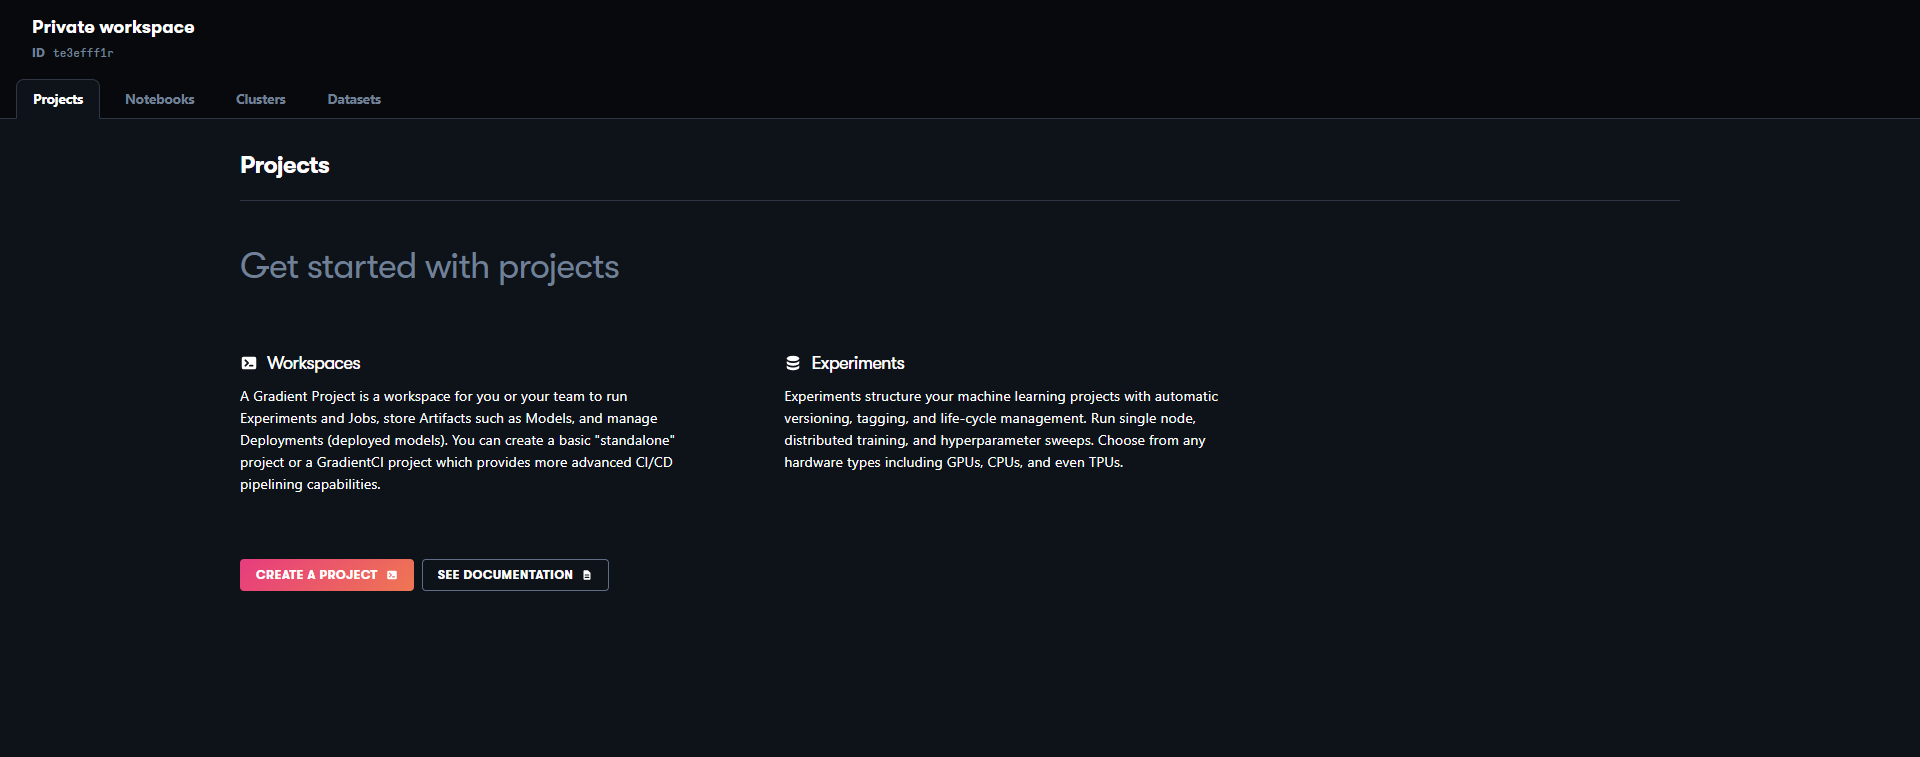 Private workspace
ID te3efff1r
Projects Notebooks Clusters Datasets
Projects
Get started with projects
Workspaces
A Gradient Project is a workspace for you or your team to run
Experiments and Jobs, store Artifacts such as Models, and manage
Deployments (deployed models). You can create a basic "standalone"
project or a GradientCI project which provides more advanced CI/CD
pipelining capabilities.
Experiments
Experiments structure your machine learning projects with automatic
versioning, tagging, and life-cycle management. Run single node,
distributed training, and hyperparameter sweeps. Choose from any
hardware types including GPUs, CPUs, and even TPUs.
CREATE A PROJECT
SEE DOCUMENTATION